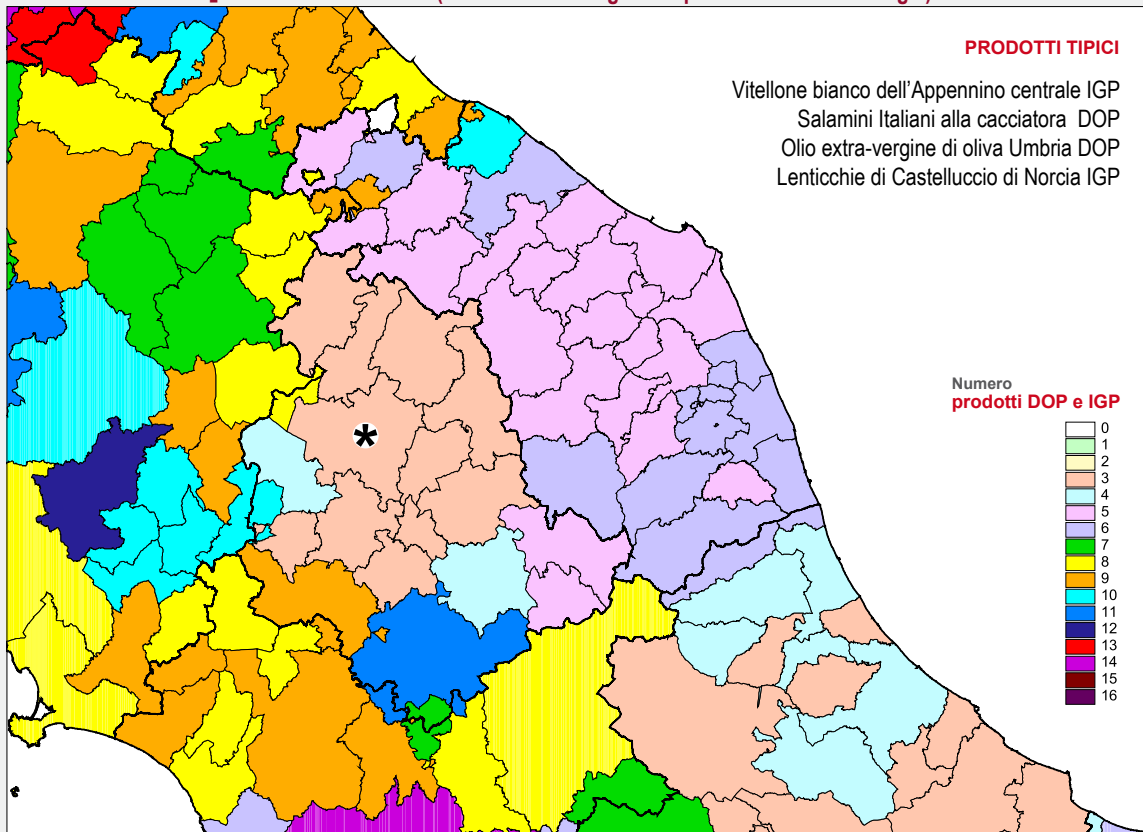 PRODOTTI TIPICI
Vitellone bianco dell'Appennino centrale IGP
Salamini Italiani alla cacciatora DOP
Olio extra-vergine di oliva Umbria DOP
Lenticchie di Castelluccio di Norcia IGP
*
Numero
prodotti DOP e IGP
0
1
2
3
4
5
6
7
8
9
10
11
12
13
14
15
16